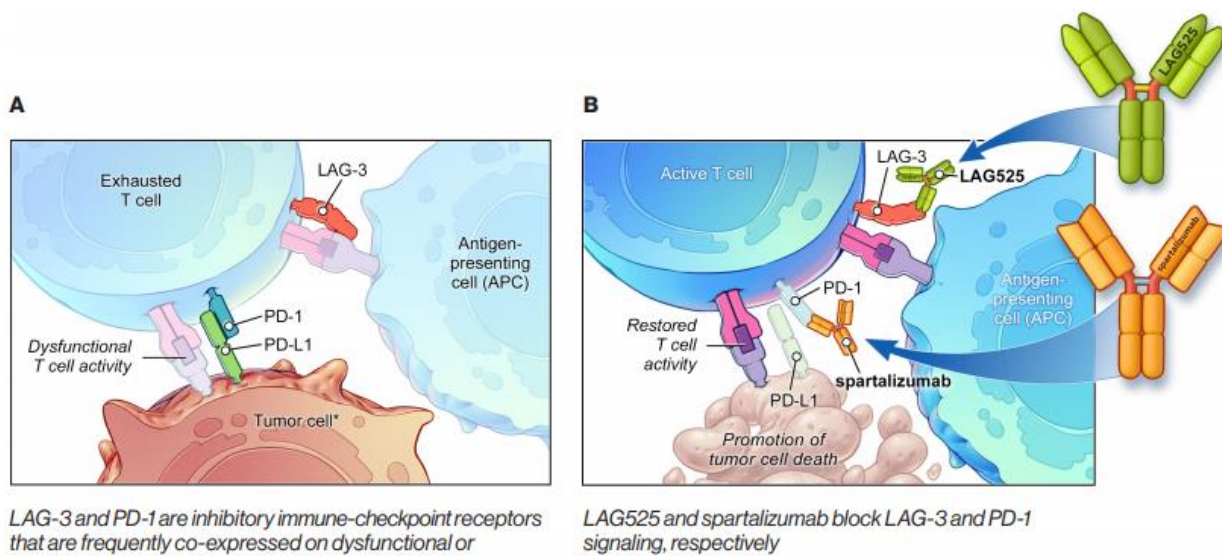 A
Exhausted
T cell
LAG-3
Antigen-
presenting
cell (APC)
PD-1
PD-L1
Dysfunctional
T cell activity
Tumor cell*
LAG-3 and PD-1 are inhibitory immune-checkpoint receptors
that are frequently co-expressed on dysfunctional or
B
Active T cell
LAG-3
LAG525
LAG525
PD-1
Antigen-
presenting
cell (APC)
spartalizumab
Restored
T cell
activity
spartalizumab
PD-L1
Promotion of
tumor cell death
LAG525 and spartalizumab block LAG-3 and PD-1
signaling, respectively